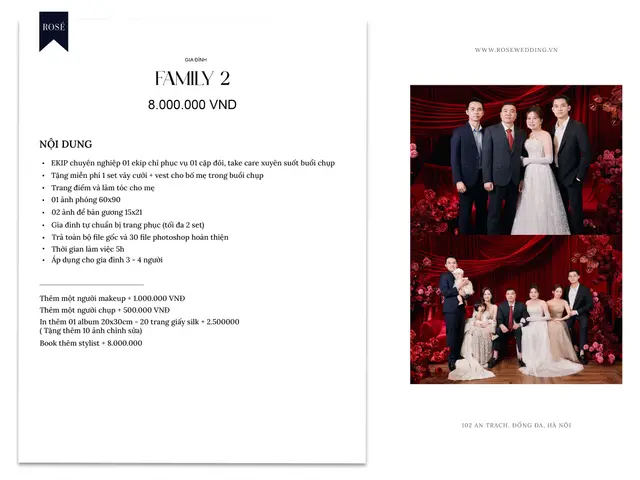 ROSÉ
GIA ĐÌNH
FAMILY 2
8.000.000 VND
NỘI DUNG
• EKIP chuyên nghiệp 01 ekip chỉ phục vụ 01 cặp đôi, take care xuyên suốt buổi chụp
• Tặng miễn phí 1 set váy cưới + vest cho bố mẹ trong buổi chụp
• Trang điểm và làm tóc cho mẹ
• 01 ảnh phóng 60x90
• 02 ảnh để bàn gương 15x21
• Gia đình tự chuẩn bị trang phục (tối đa 2 set)
• Trả toàn bộ file gốc và 30 file photoshop hoàn thiện
• Thời gian làm việc 5h
• Áp dụng cho gia đình 3 - 4 người
Thêm một người makeup + 1.000.000 VNĐ
Thêm một người chụp + 500.000 VNĐ
In thêm 01 album 20x30cm - 20 trang giấy silk + 2.500000
( Tặng thêm 10 ảnh chỉnh sửa)
Book thêm stylist + 8.000.000
WWW.ROSEWEDDING.VN
102 AN TRẠCH, ĐỐNG ĐA, HÀ NỘI